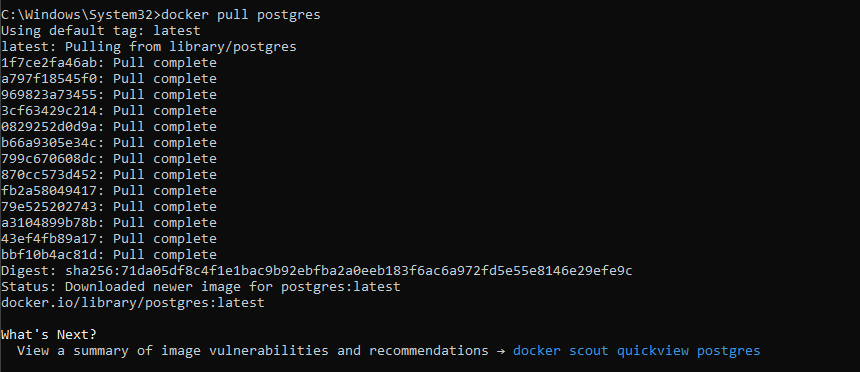 C:\Windows\System32>docker pull postgres
Using default tag: latest
latest: Pulling from library/postgres
1f7ce2fa46ab: Pull complete
a797f18545f0: Pull complete
969823a73455: Pull complete
3cf63429c214: Pull complete
0829252d0d9a: Pull complete
b66a9305e34c: Pull complete
799c670608dc: Pull complete
870cc573d452: Pull complete
fb2a58049417: Pull complete
79e525202743: Pull complete
a3104899b78b: Pull complete
43ef4fb89a17: Pull complete
bbf10b4ac81d: Pull complete
Digest: sha256:71da05df8c4f1e1bac9b92ebfba2a0eeb183f6ac6a972fd5e55e8146e29efe9c
Status: Downloaded newer image for postgres:latest
docker.io/library/postgres:latest
What's Next?
View a summary of image vulnerabilities and recommendations → docker scout quickview postgres